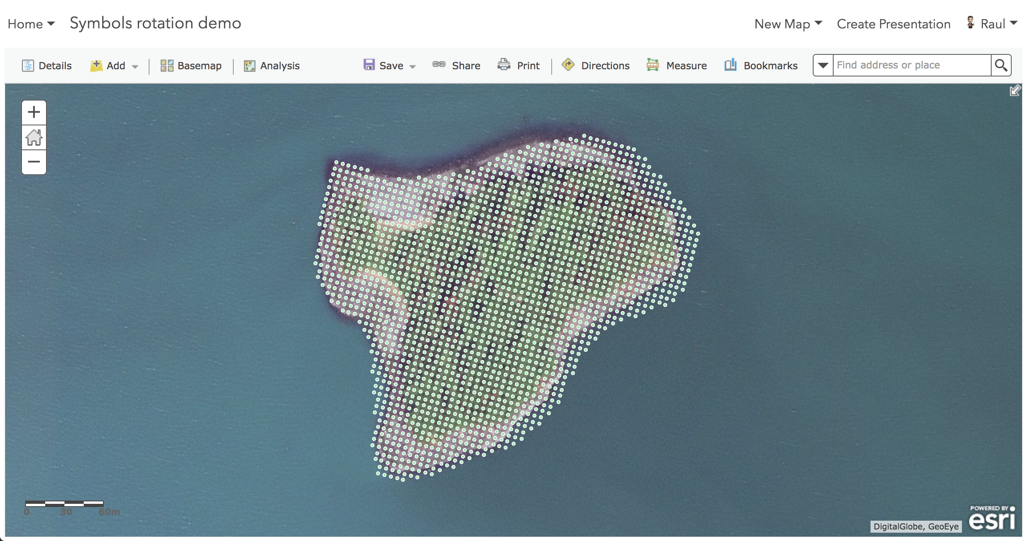 Home Symbols rotation demo New Map Create Presentation Raul
Details Add Basemap Analysis Save Share Print Directions Measure Bookmarks Find address or place
0 30 60m
DigitalGlobe, GeoEye
POWERED BY
esri